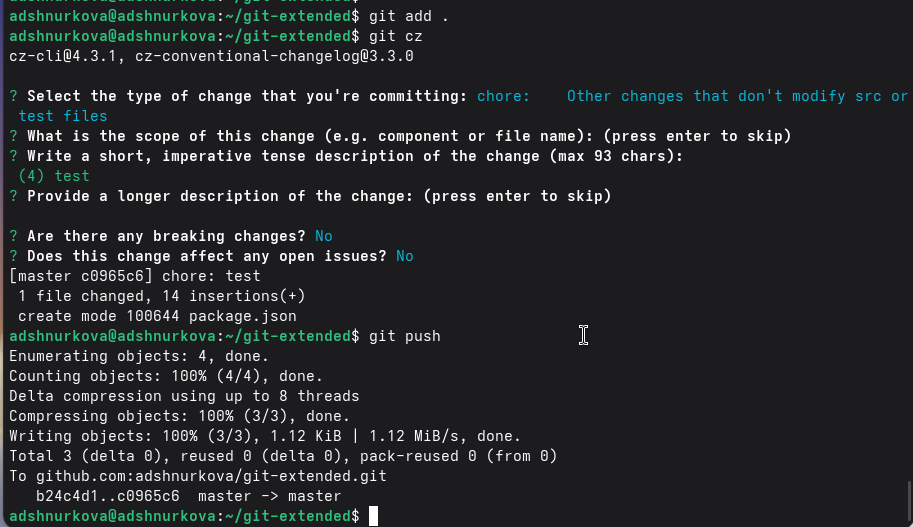 adshnurkova@adshnurkova:~/git-extended$ git add .
adshnurkova@adshnurkova:~/git-extended$ git cz
cz-cli@4.3.1, cz-conventional-changelog@3.3.0
? Select the type of change that you're committing: chore:    Other changes that don't modify src or
 test files
? What is the scope of this change (e.g. component or file name): (press enter to skip)
? Write a short, imperative tense description of the change (max 93 chars):
 (4) test
? Provide a longer description of the change: (press enter to skip)
? Are there any breaking changes? No
? Does this change affect any open issues? No
[master c0965c6] chore: test
 1 file changed, 14 insertions(+)
 create mode 100644 package.json
adshnurkova@adshnurkova:~/git-extended$ git push
Enumerating objects: 4, done.
Counting objects: 100% (4/4), done.
Delta compression using up to 8 threads
Compressing objects: 100% (3/3), done.
Writing objects: 100% (3/3), 1.12 KiB | 1.12 MiB/s, done.
Total 3 (delta 0), reused 0 (delta 0), pack-reused 0 (from 0)
To github.com:adshnurkova/git-extended.git
   b24c4d1..c0965c6  master -> master
adshnurkova@adshnurkova:~/git-extended$